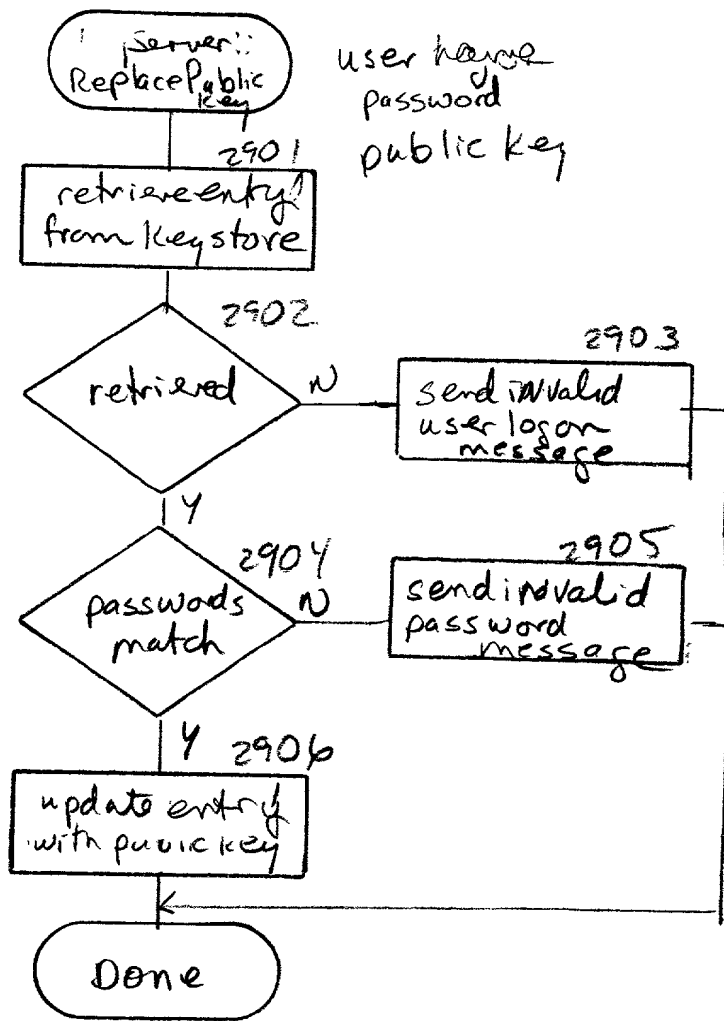 Server::
ReplacePublic
Key
user name
password
public key
2901
retrieve entry
from Keystore
2902
retrieved
N
2903
send invalid
user logon
message
Y
2904
passwords
match
N
2905
send invalid
password
message
Y
2906
update entry
with public key
Done